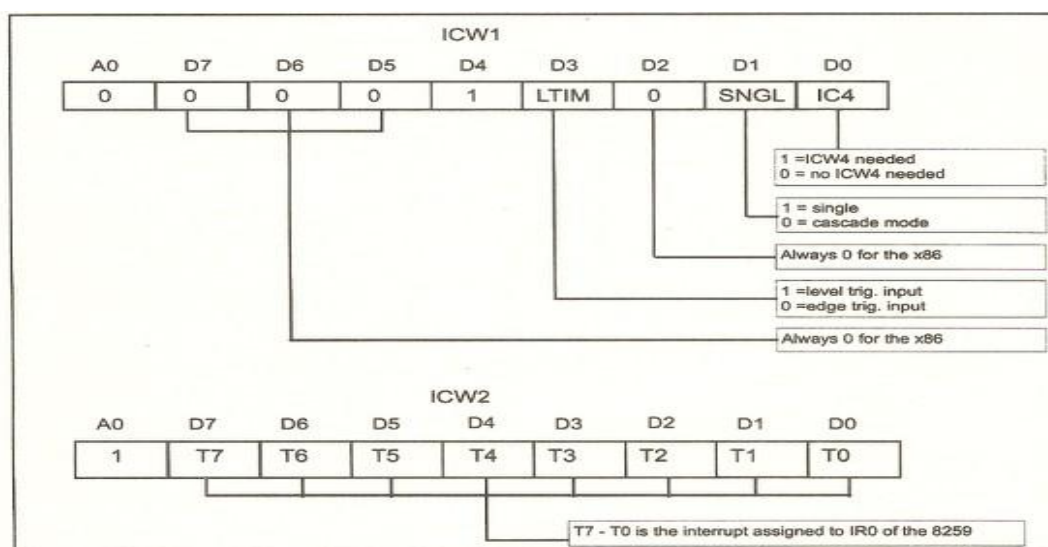 ICW1
A0 D7 D6 D5 D4 D3 D2 D1 D0
0 0 0 0 1 LTIM 0 SNGL IC4
1 =ICW4 needed
0 = no ICW4 needed
1 = single
0 = cascade mode
Always 0 for the x86
1 =level trig. input
0 =edge trig. input
Always 0 for the x86
ICW2
A0 D7 D6 D5 D4 D3 D2 D1 D0
1 T7 T6 T5 T4 T3 T2 T1 T0
T7 - T0 is the interrupt assigned to IR0 of the 8259